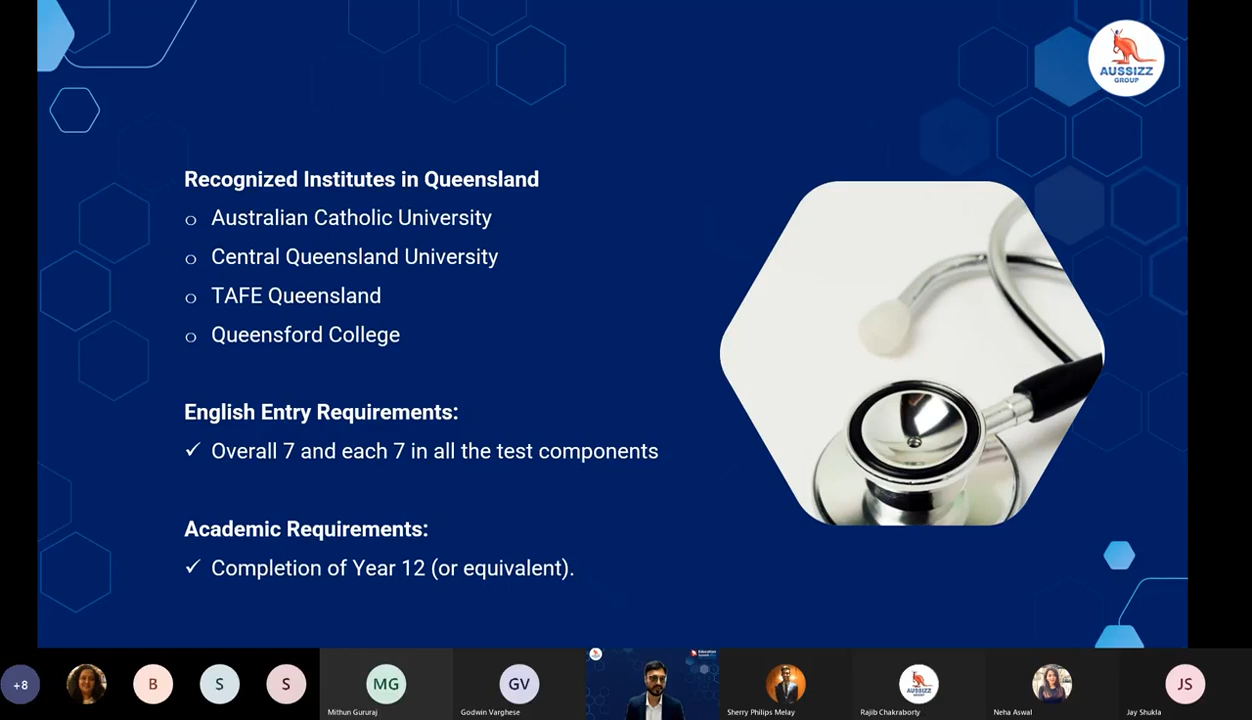 AUSSIZZ
GROUP
Recognized Institutes in Queensland
o Australian Catholic University
o Central Queensland University
o TAFE Queensland
o Queensford College
English Entry Requirements:
✓ Overall 7 and each 7 in all the test components
Academic Requirements:
✓ Completion of Year 12 (or equivalent).
+8
B
S
S
MG
Mithun Gururaj
GV
Godwin Varghese
Sherry Philips Melay
Rajib Chakraborty
Neha Aswal
JS
Jay Shukla